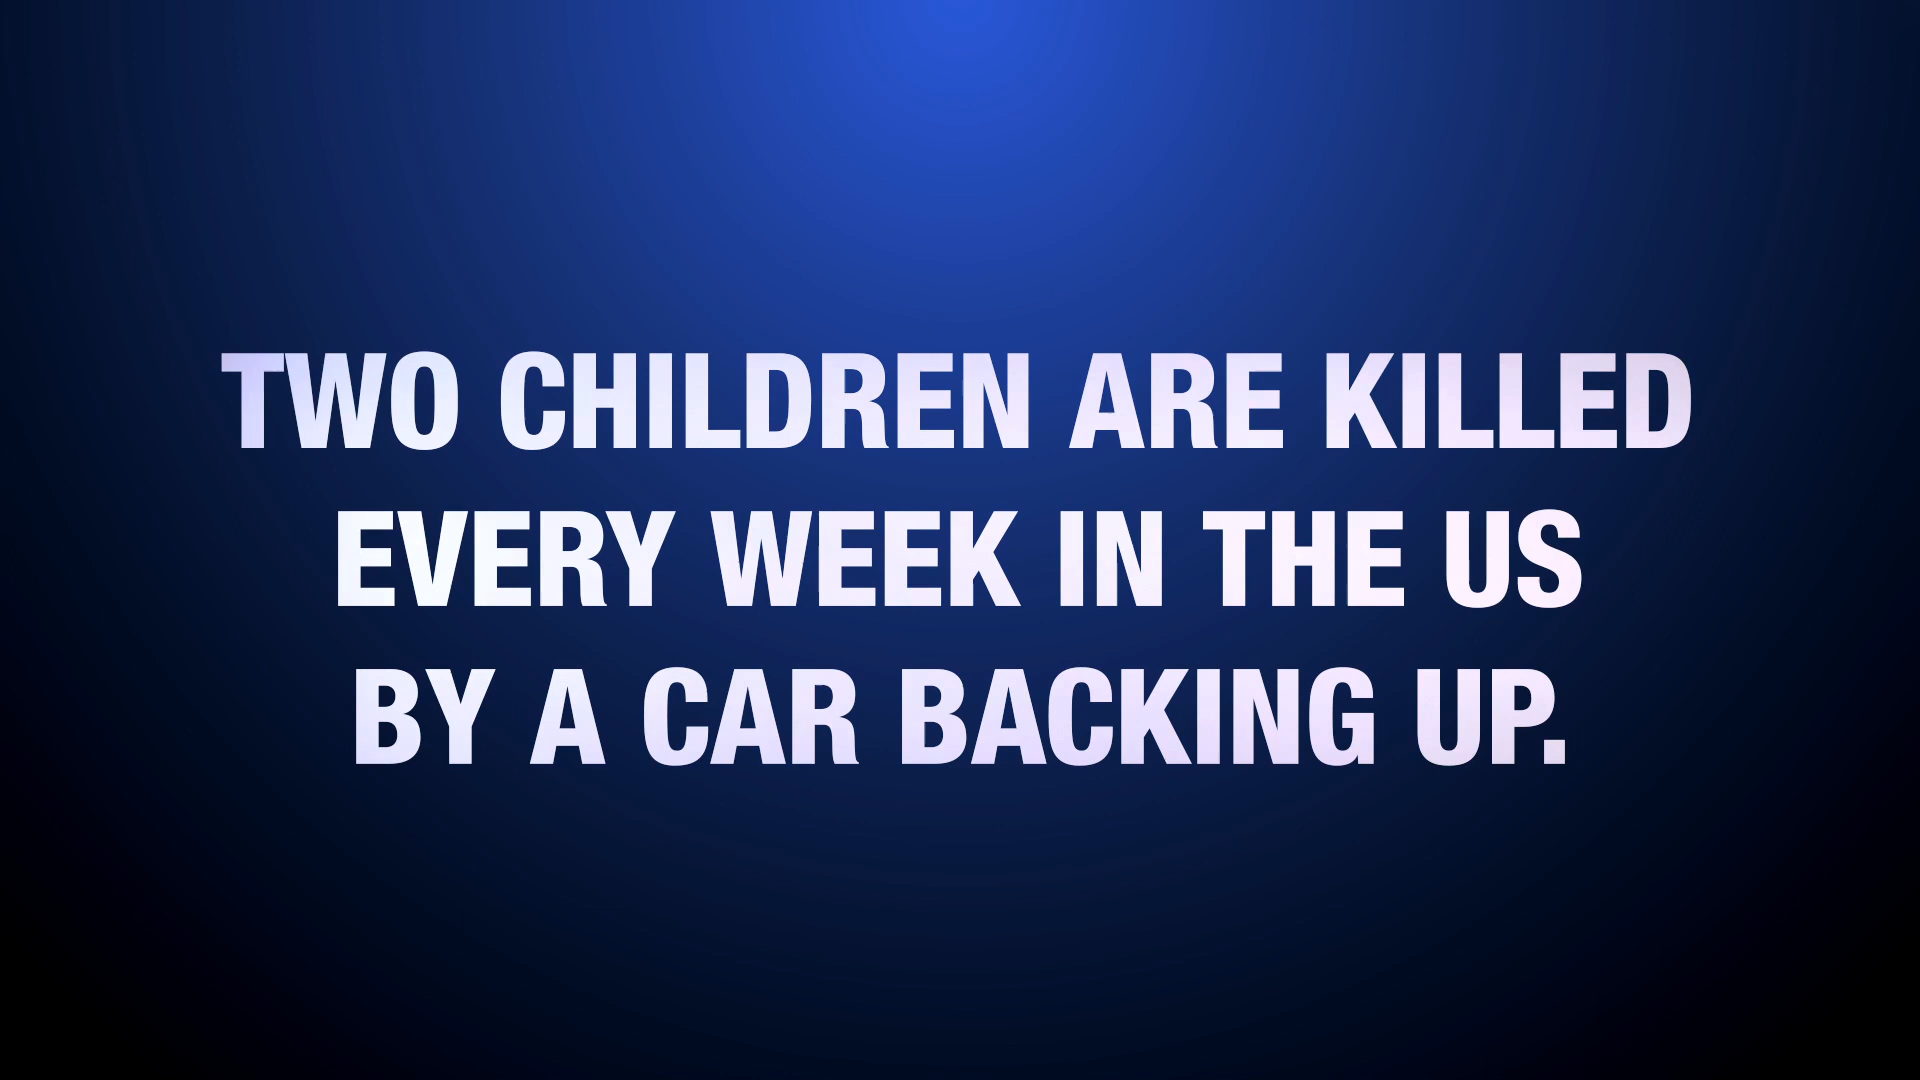 TWO CHILDREN ARE KILLED
EVERY WEEK IN THE US
BY A CAR BACKING UP.